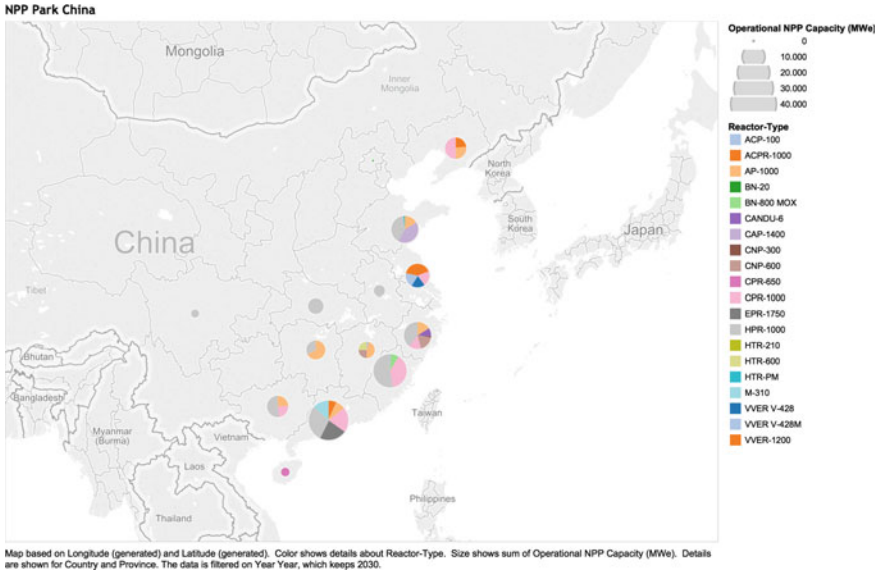 NPP Park China
Mongolia
Inner
Mongolia
North
Korea
South
Korea
Japan
China
Tibet
Bhutan
Bangladesh
Myanmar
(Burma)
Vietnam
Laos
Thailand
Taiwan
Philippines
Operational NPP Capacity (MWe)
0
10.000
20.000
30.000
40.000
Reactor-Type
ACP-100
ACPR-1000
AP-1000
BN-20
BN-800 MOX
CANDU-6
CAP-1400
CNP-300
CNP-600
CPR-650
CPR-1000
EPR-1750
HPR-1000
HTR-210
HTR-600
HTR-PM
M-310
VVER V-428
VVER V-428M
VVER-1200
Map based on Longitude (generated) and Latitude (generated). Color shows details about Reactor-Type. Size shows sum of Operational NPP Capacity (MWe). Details
are shown for Country and Province. The data is filtered on Year Year, which keeps 2030.